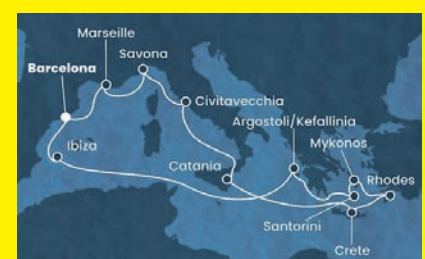 Marseille
Savona
Barcelona
Civitavecchia
Argostoli/Kefallinia
Mykonos
Ibiza
Catania
Rhodes
Santorini
Crete